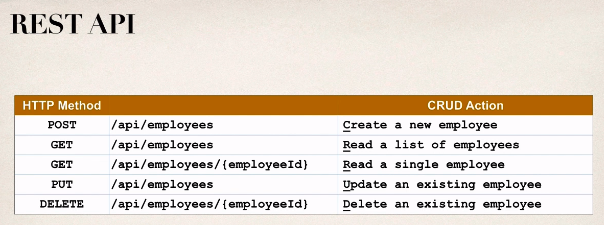 REST API
HTTP Method CRUD Action
POST /api/employees Create a new employee
GET /api/employees Read a list of employees
GET /api/employees/{employeeId} Read a single employee
PUT /api/employees Update an existing employee
DELETE /api/employees/{employeeId} Delete an existing employee